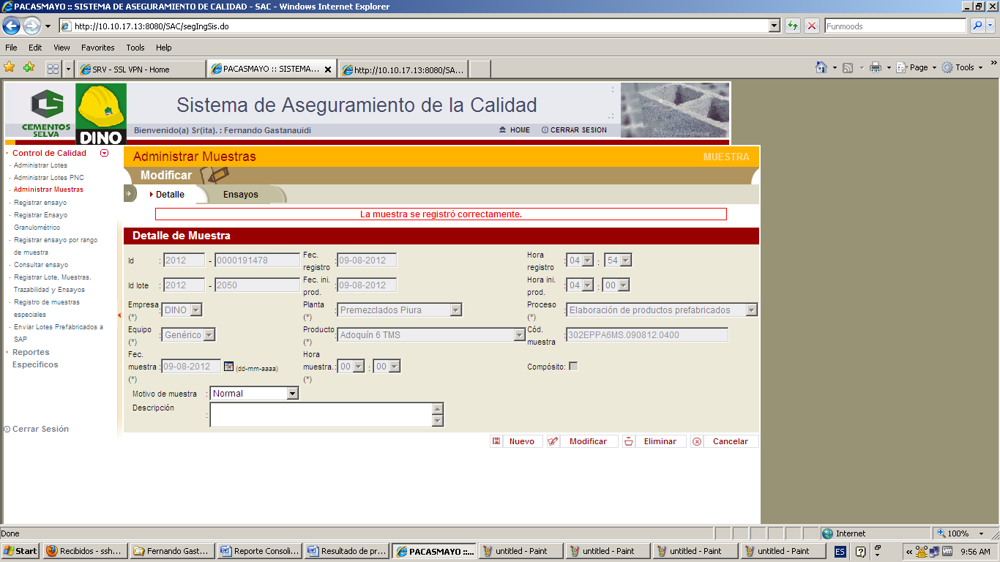 PACASMAYO :: SISTEMA DE ASEGURAMIENTO DE CALIDAD - SAC - Windows Internet Explorer
http://10.10.17.13:8080/SAC/segIngSis.do
Funmoods
File Edit View Favorites Tools Help
SRV - SSL VPN - Home
PACASMAYO :: SISTEMA...
http://10.10.17.13:8080/SA...
Page
Tools
CEMENTOS
SELVA
DINO
Sistema de Aseguramiento de la Calidad
Bienvenido(a) Sr(ita). : Fernando Gastanauidi
HOME
CERRAR SESION
Control de Calidad
Administrar Lotes
Administrar Lotes PNC
Administrar Muestras
Registrar ensayo
Registrar Ensayo
Granulométrico
Registrar ensayo por rango
de muestra
Consultar ensayo
Registrar Lote, Muestras,
Trazabilidad y Ensayos
Registro de muestras
especiales
Enviar Lotes Prefabricados a
SAP
Reportes
Específicos
Cerrar Sesión
Administrar Muestras
MUESTRA
Modificar
Detalle
Ensayos
La muestra se registró correctamente.
Detalle de Muestra
Id : 2012 - 0000191478
Fec. registro : 09-08-2012
Hora registro : 04 : 54
Id lote : 2012 - 2050
Fec. ini. prod. : 09-08-2012
Hora ini. prod. : 04 : 00
Empresa (*) : DINO
Planta (*) : Premezclados Piura
Proceso (*) : Elaboración de productos prefabricados
Equipo (*) : Genérico
Producto (*) : Adoquín 6 TMS
Cód. muestra : 302EPPA6MS.090812.0400
Fec. muestra (*) : 09-08-2012 (dd-mm-aaaa)
Hora muestra (*) : 00 : 00
Compósito:
Motivo de muestra : Normal
Descripción :
Nuevo
Modificar
Eliminar
Cancelar
Done
Internet
100%
Start
Recibidos - ssh...
Fernando Gast...
Reporte Consoli...
Resultado de pr...
PACASMAYO ::...
untitled - Paint
untitled - Paint
untitled - Paint
untitled - Paint
ES
9:56 AM